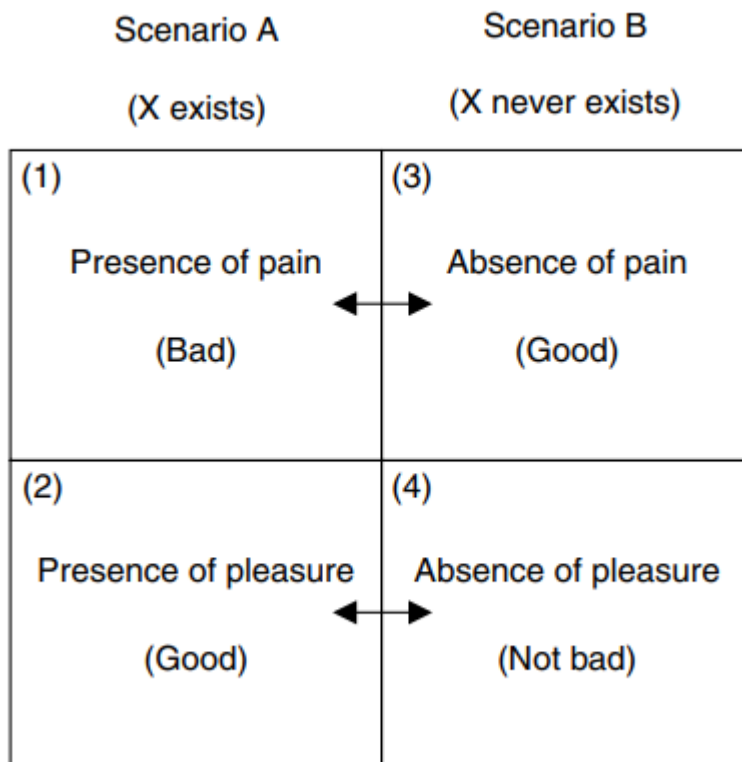 Scenario A
(X exists)
Scenario B
(X never exists)
(1)
Presence of pain
(Bad)
(3)
Absence of pain
(Good)
(2)
Presence of pleasure
(Good)
(4)
Absence of pleasure
(Not bad)